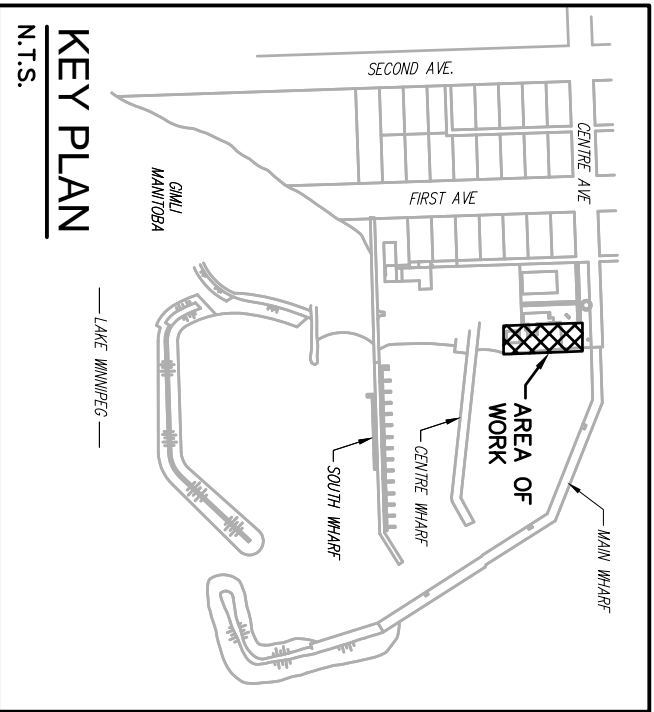 SECOND AVE.
CENTRE AVE
FIRST AVE
GIMLI
MANITOBA
LAKE WINNIPEG
AREA OF
WORK
MAIN WHARF
CENTRE WHARF
SOUTH WHARF
KEY PLAN
N.T.S.